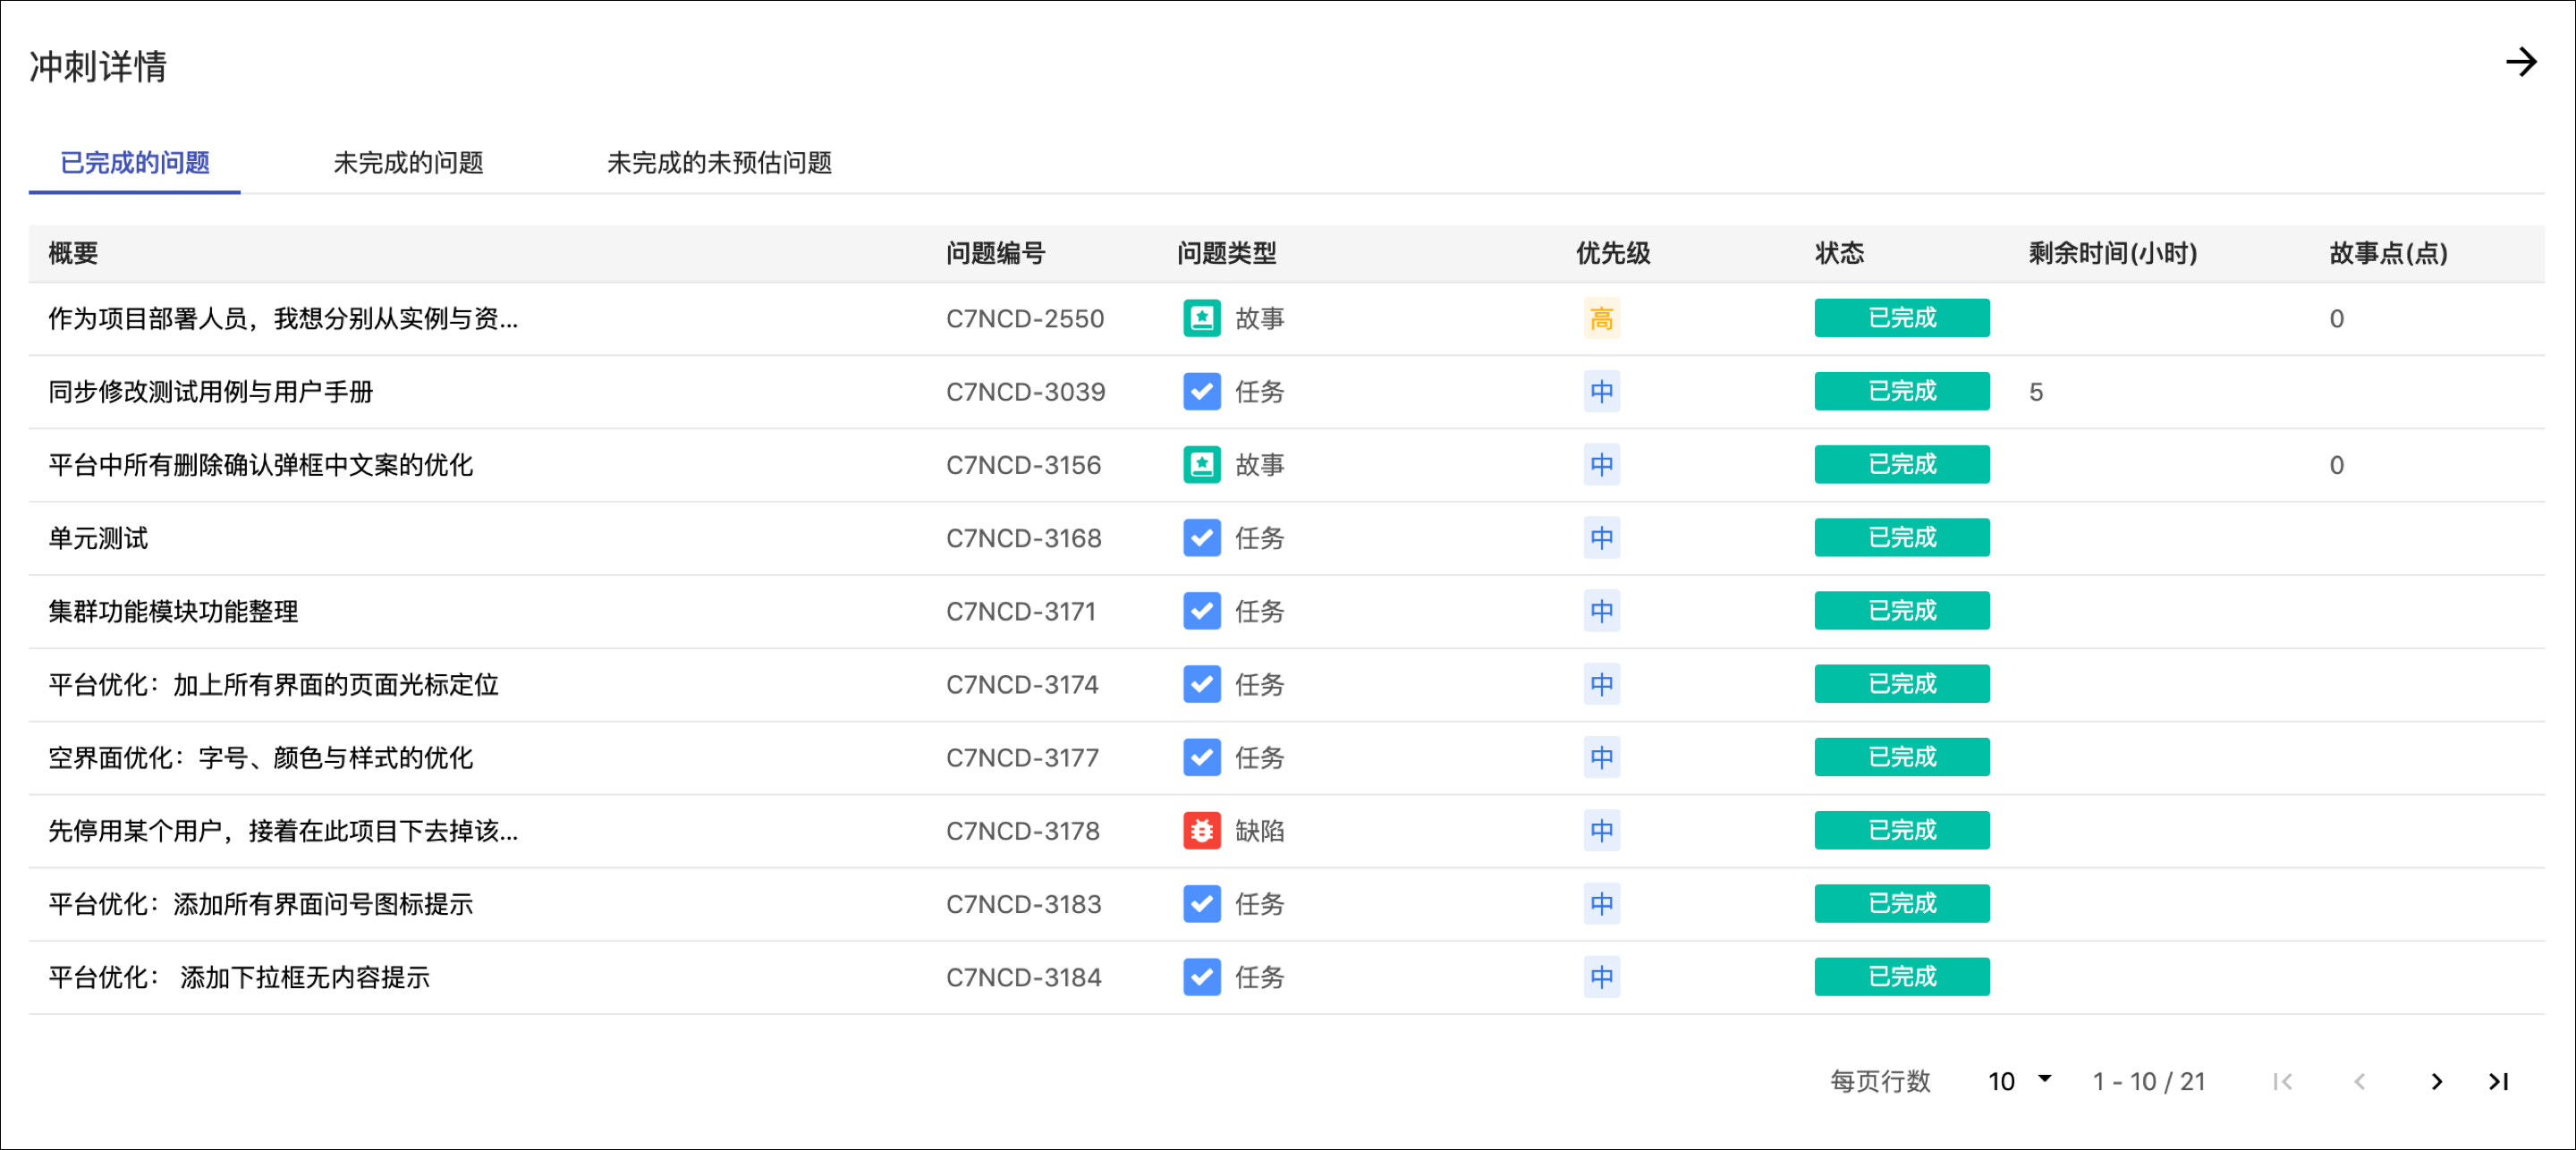 冲刺详情
已完成的问题 未完成的问题 未完成的未预估问题
概要 问题编号 问题类型 优先级 状态 剩余时间(小时) 故事点(点)
作为项目部署人员，我想分别从实例与资... C7NCD-2550 故事 高 已完成 0
同步修改测试用例与用户手册 C7NCD-3039 任务 中 已完成 5
平台中所有删除确认弹框中文案的优化 C7NCD-3156 故事 中 已完成 0
单元测试 C7NCD-3168 任务 中 已完成
集群功能模块功能整理 C7NCD-3171 任务 中 已完成
平台优化：加上所有界面的页面光标定位 C7NCD-3174 任务 中 已完成
空界面优化：字号、颜色与样式的优化 C7NCD-3177 任务 中 已完成
先停用某个用户，接着在此项目下去掉该... C7NCD-3178 缺陷 中 已完成
平台优化：添加所有界面问号图标提示 C7NCD-3183 任务 中 已完成
平台优化： 添加下拉框无内容提示 C7NCD-3184 任务 中 已完成
每页行数 10 1 - 10 / 21